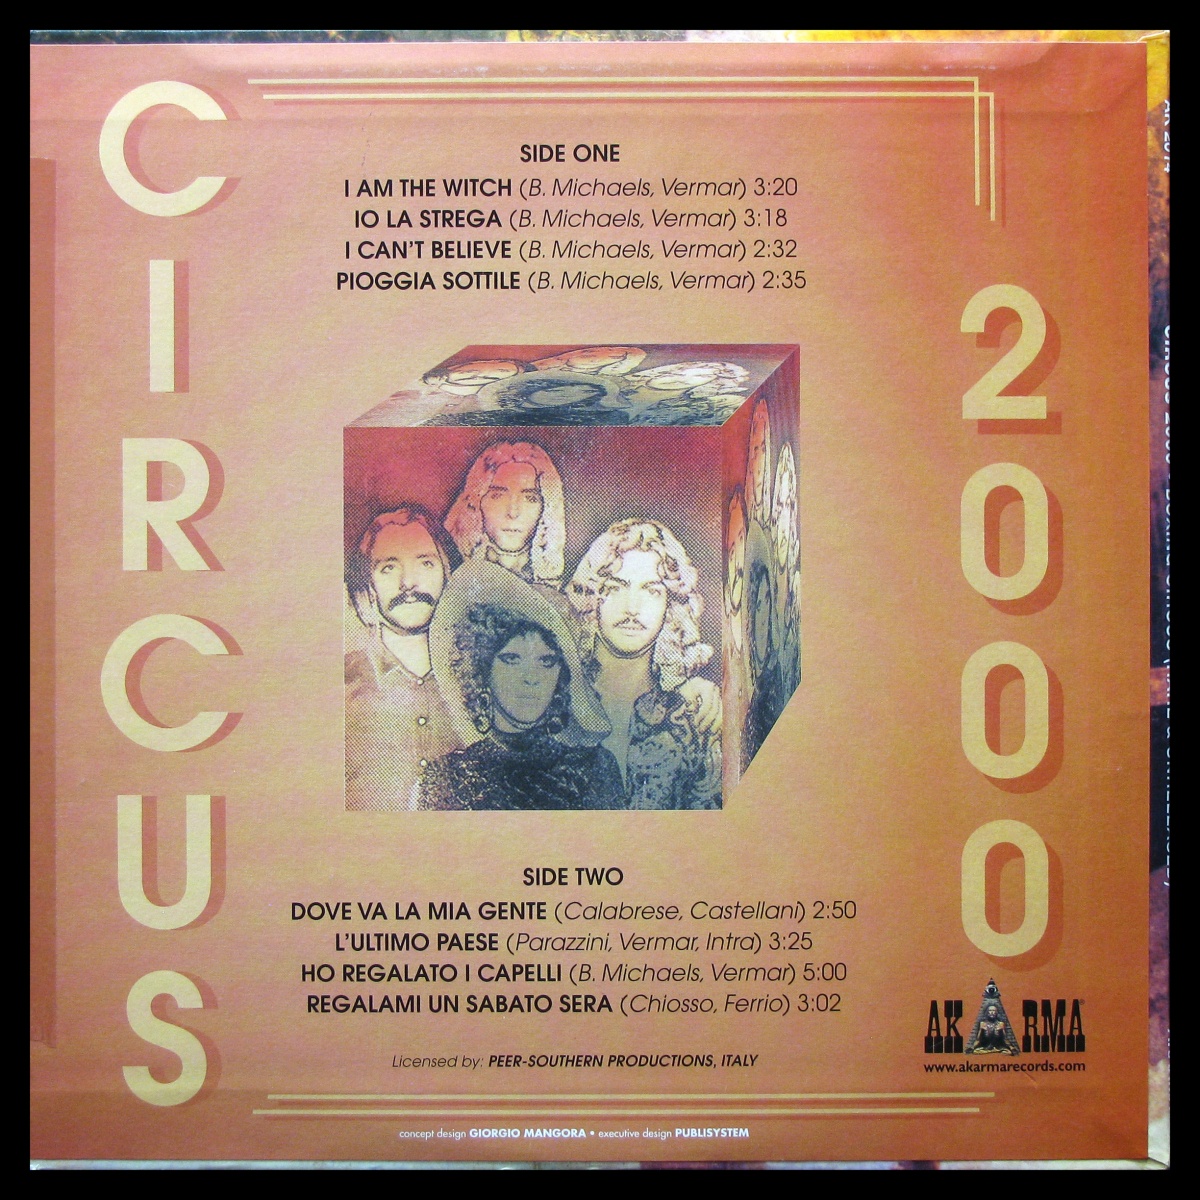 CIRCUS
2000
SIDE ONE
I AM THE WITCH (B. Michaels, Vermar) 3:20
IO LA STREGA (B. Michaels, Vermar) 3:18
I CAN'T BELIEVE (B. Michaels, Vermar) 2:32
PIOGGIA SOTTILE (B. Michaels, Vermar) 2:35
SIDE TWO
DOVE VA LA MIA GENTE (Calabrese, Castellani) 2:50
L'ULTIMO PAESE (Parazzini, Vermar, Intra) 3:25
HO REGALATO I CAPELLI (B. Michaels, Vermar) 5:00
REGALAMI UN SABATO SERA (Chiosso, Ferrio) 3:02
Licensed by: PEER-SOUTHERN PRODUCTIONS, ITALY
AKARMA
www.akarmarecords.com
concept design GIORGIO MANGORA • executive design PUBLISYSTEM